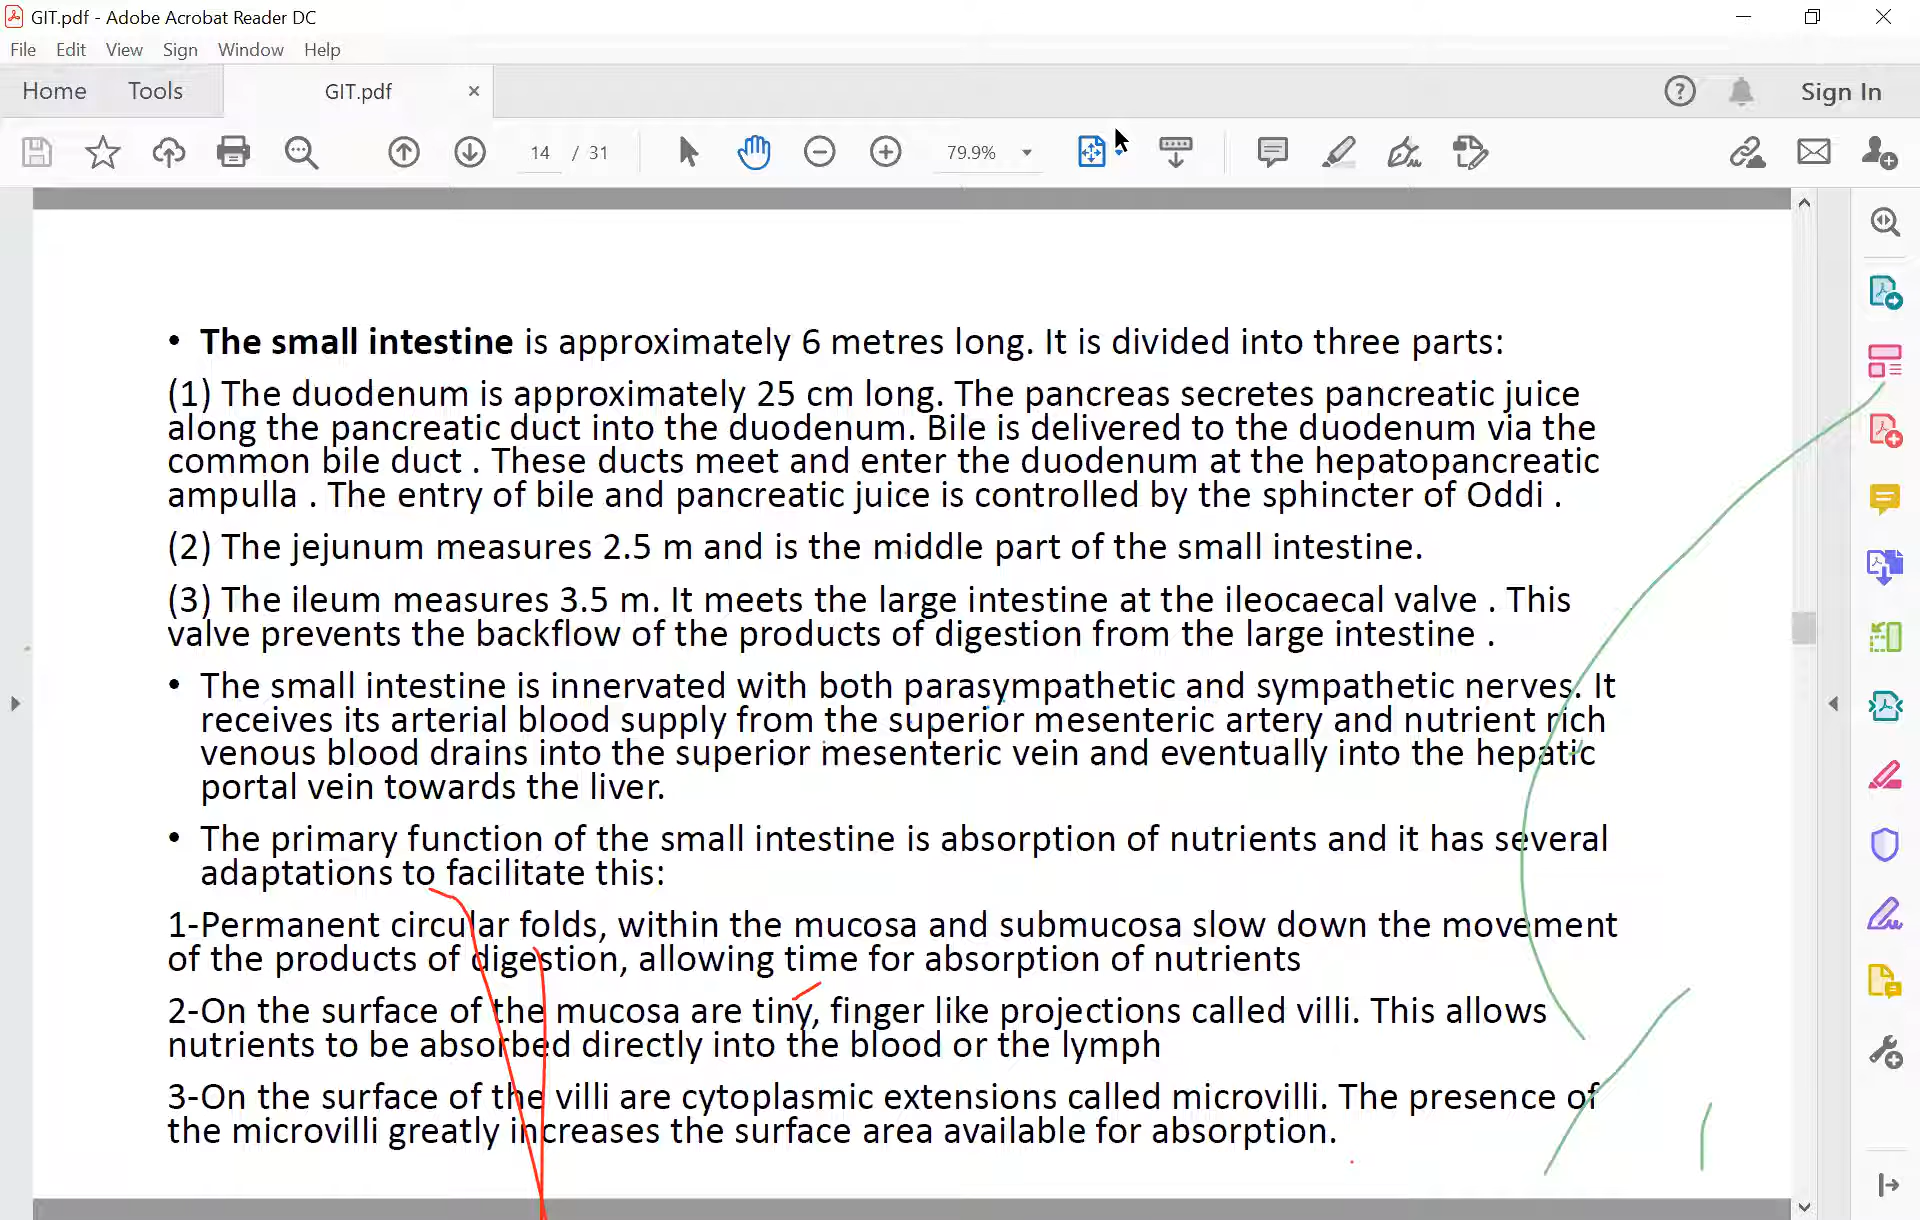 GIT.pdf - Adobe Acrobat Reader DC
File Edit View Sign Window Help
Home Tools GIT.pdf × Sign In
14 / 31 79.9%
• The small intestine is approximately 6 metres long. It is divided into three parts:
(1) The duodenum is approximately 25 cm long. The pancreas secretes pancreatic juice
along the pancreatic duct into the duodenum. Bile is delivered to the duodenum via the
common bile duct . These ducts meet and enter the duodenum at the hepatopancreatic
ampulla . The entry of bile and pancreatic juice is controlled by the sphincter of Oddi .
(2) The jejunum measures 2.5 m and is the middle part of the small intestine.
(3) The ileum measures 3.5 m. It meets the large intestine at the ileocaecal valve . This
valve prevents the backflow of the products of digestion from the large intestine .
• The small intestine is innervated with both parasympathetic and sympathetic nerves. It
receives its arterial blood supply from the superior mesenteric artery and nutrient rich
venous blood drains into the superior mesenteric vein and eventually into the hepatic
portal vein towards the liver.
• The primary function of the small intestine is absorption of nutrients and it has several
adaptations to facilitate this:
1-Permanent circular folds, within the mucosa and submucosa slow down the movement
of the products of digestion, allowing time for absorption of nutrients
2-On the surface of the mucosa are tiny, finger like projections called villi. This allows
nutrients to be absorbed directly into the blood or the lymph
3-On the surface of the villi are cytoplasmic extensions called microvilli. The presence of
the microvilli greatly increases the surface area available for absorption.